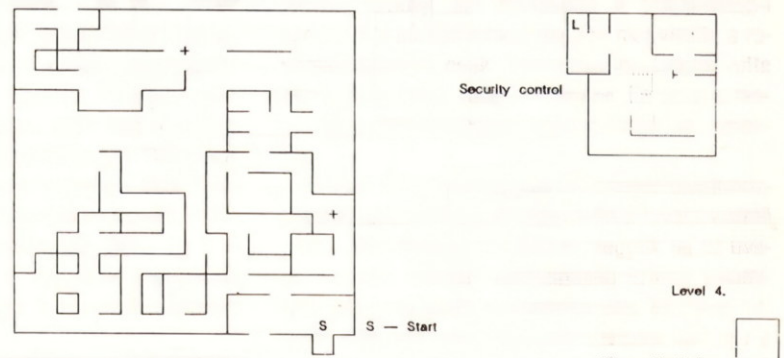 L
Security control
Level 4.
S S — Start